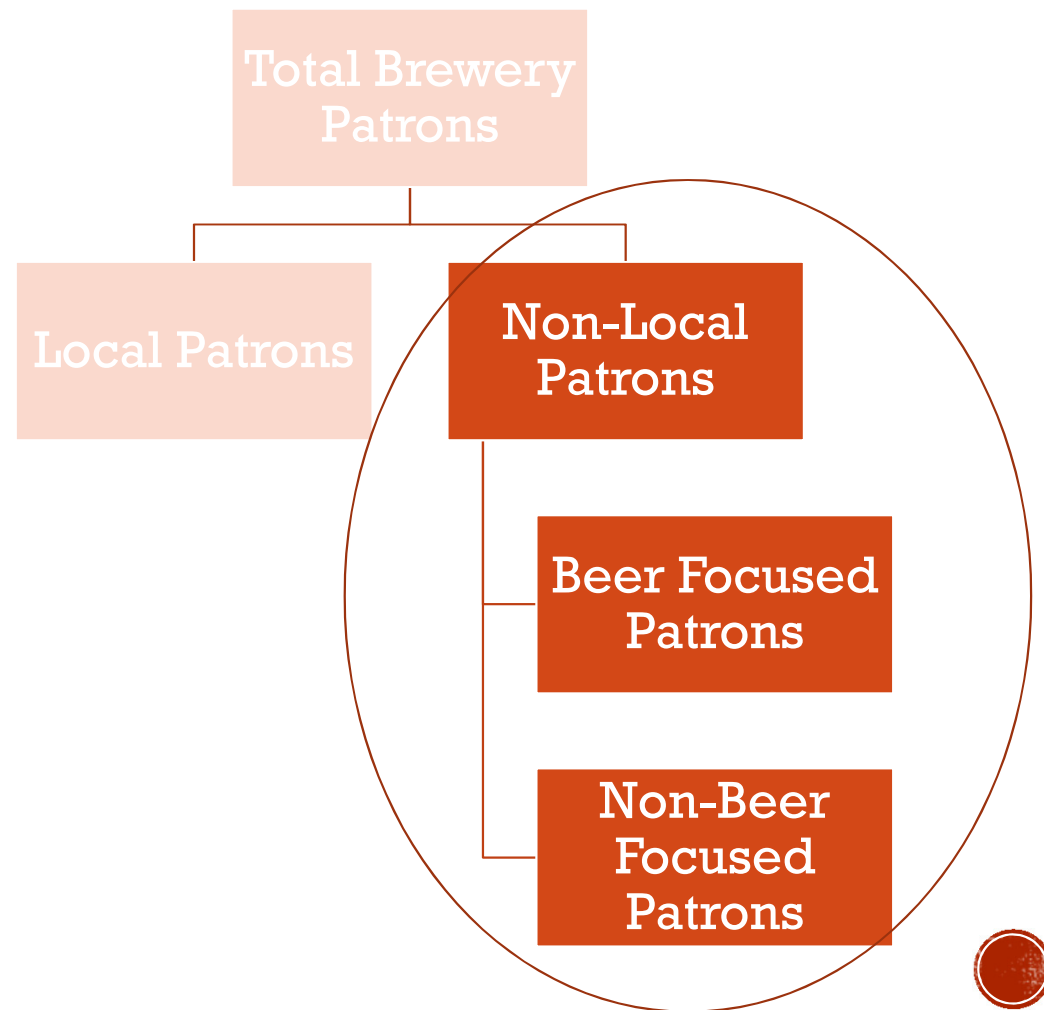 Total Brewery
Patrons
Local Patrons
Non-Local
Patrons
Beer Focused
Patrons
Non-Beer
Focused
Patrons